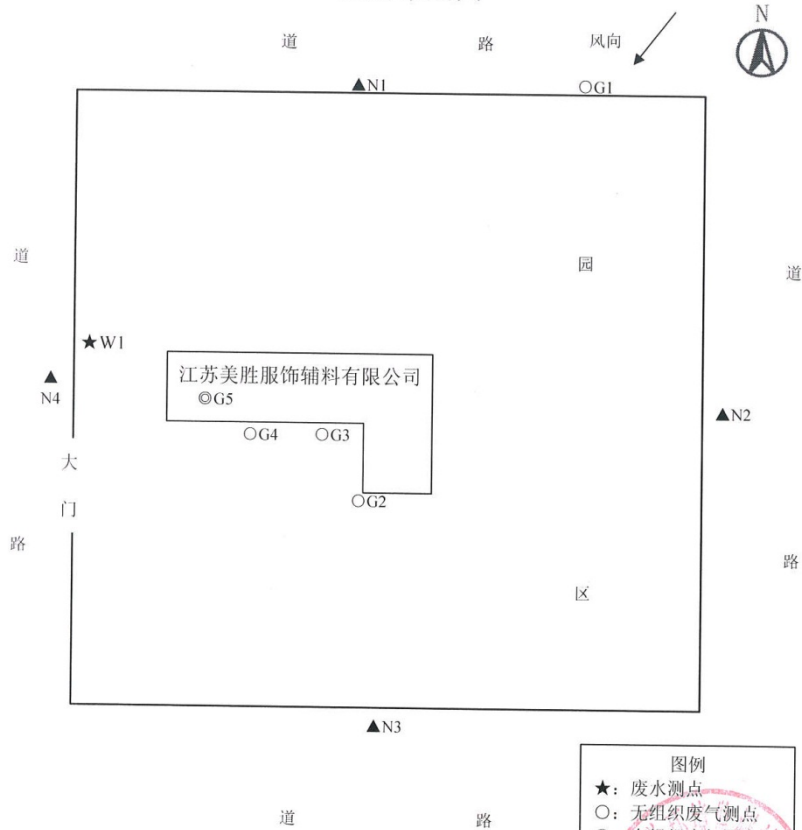 N
道 路 风向
▲N1
○G1
道
园
道
★W1
江苏美胜服饰辅料有限公司
◎G5
▲
N4
▲N2
○G4 ○G3
大
○G2
门
路
路
区
▲N3
图例
★：废水测点
○：无组织废气测点
道 路